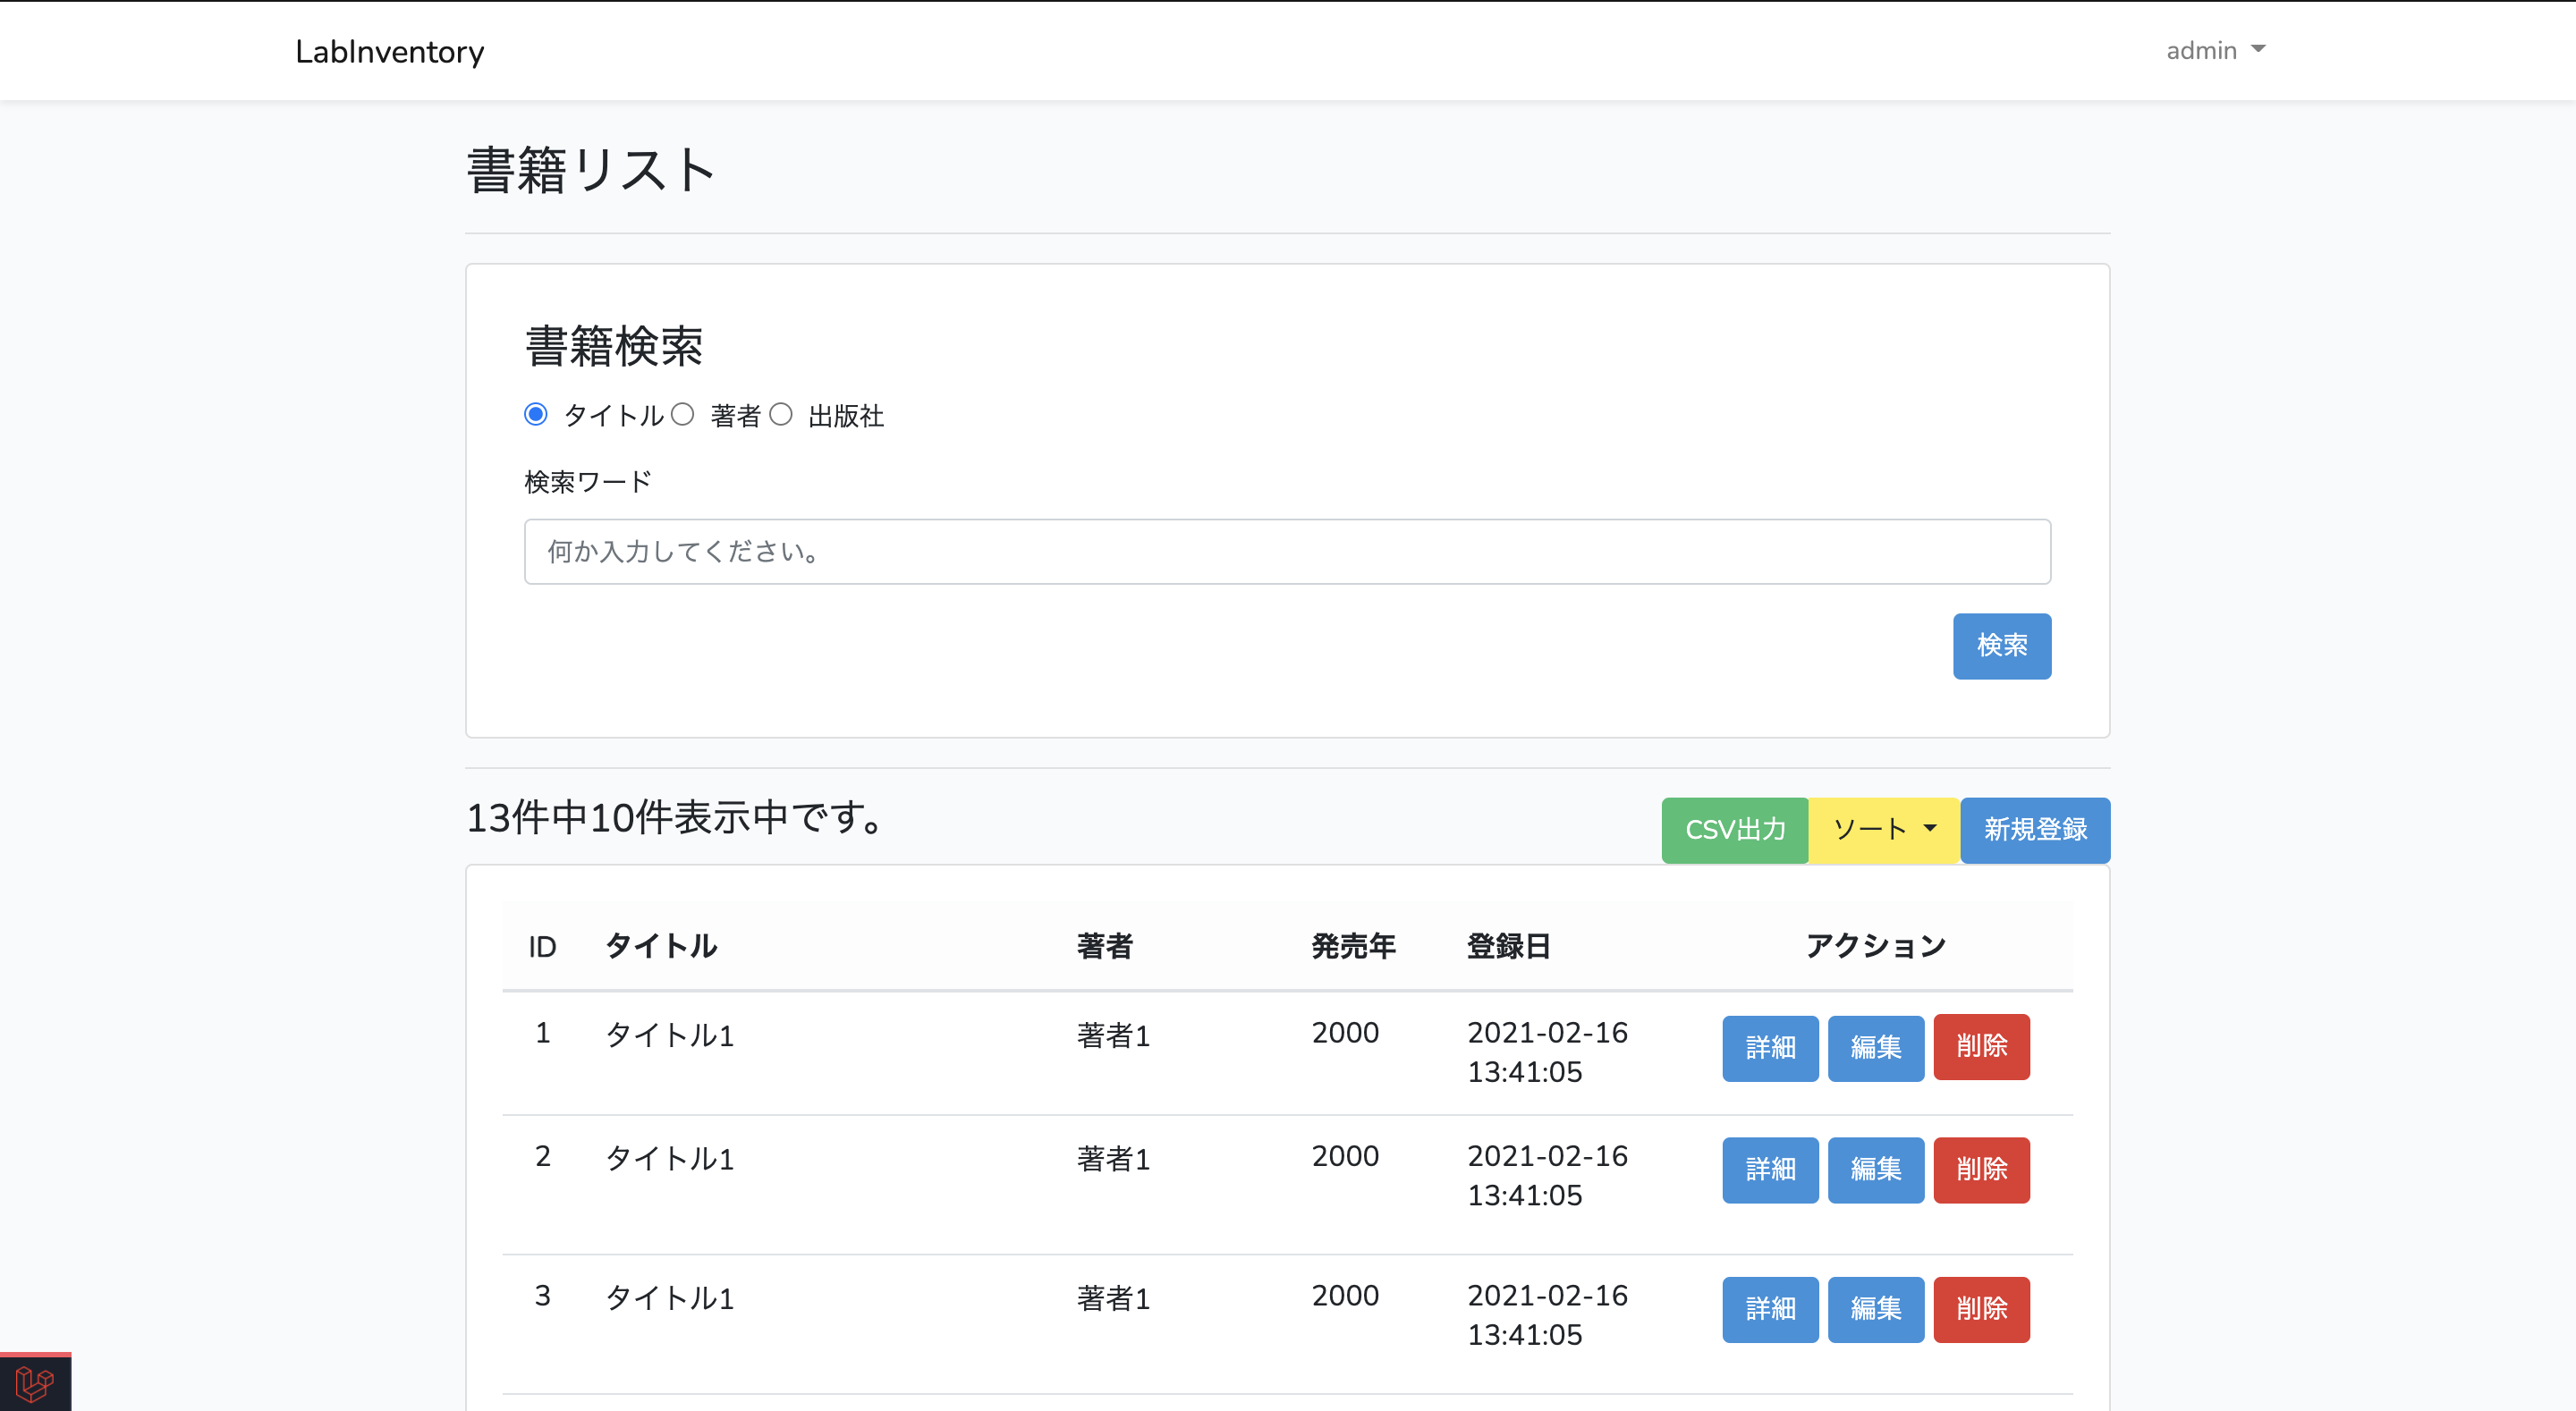 LabInventory admin
書籍リスト
書籍検索
タイトル 著者 出版社
検索ワード
何か入力してください。
検索
13件中10件表示中です。 CSV出力 ソート 新規登録
ID タイトル 著者 発売年 登録日 アクション
1 タイトル1 著者1 2000 2021-02-16 詳細 編集 削除
13:41:05
2 タイトル1 著者1 2000 2021-02-16 詳細 編集 削除
13:41:05
3 タイトル1 著者1 2000 2021-02-16 詳細 編集 削除
13:41:05